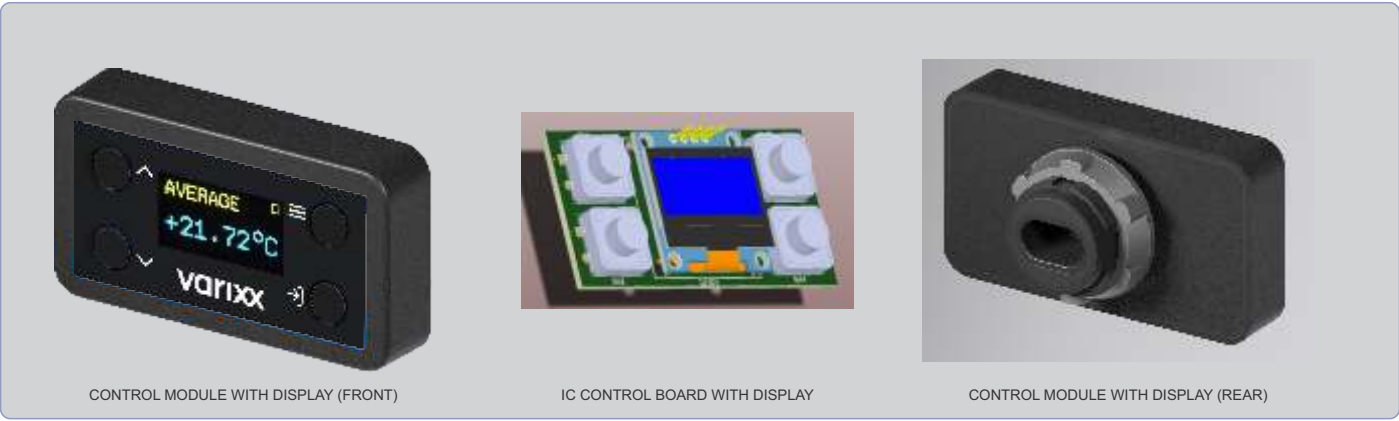 AVERAGE
+21.72°C
varixx
CONTROL MODULE WITH DISPLAY (FRONT)
IC CONTROL BOARD WITH DISPLAY
CONTROL MODULE WITH DISPLAY (REAR)